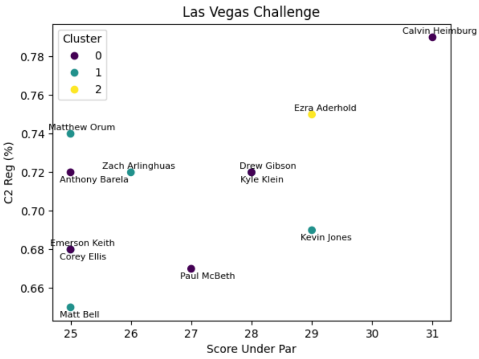 Las Vegas Challenge
Calvin Heimburg
Cluster
0
1
2
0.78
0.76
0.74
0.72
0.70
0.68
0.66
C2 Reg (%)
Ezra Aderhold
Matthew Orum
Zach Arlinghuas
Drew Gibson
Anthony Barela
Kyle Klein
Kevin Jones
Emerson Keith
Corey Ellis
Paul McBeth
Matt Bell
25 26 27 28 29 30 31
Score Under Par